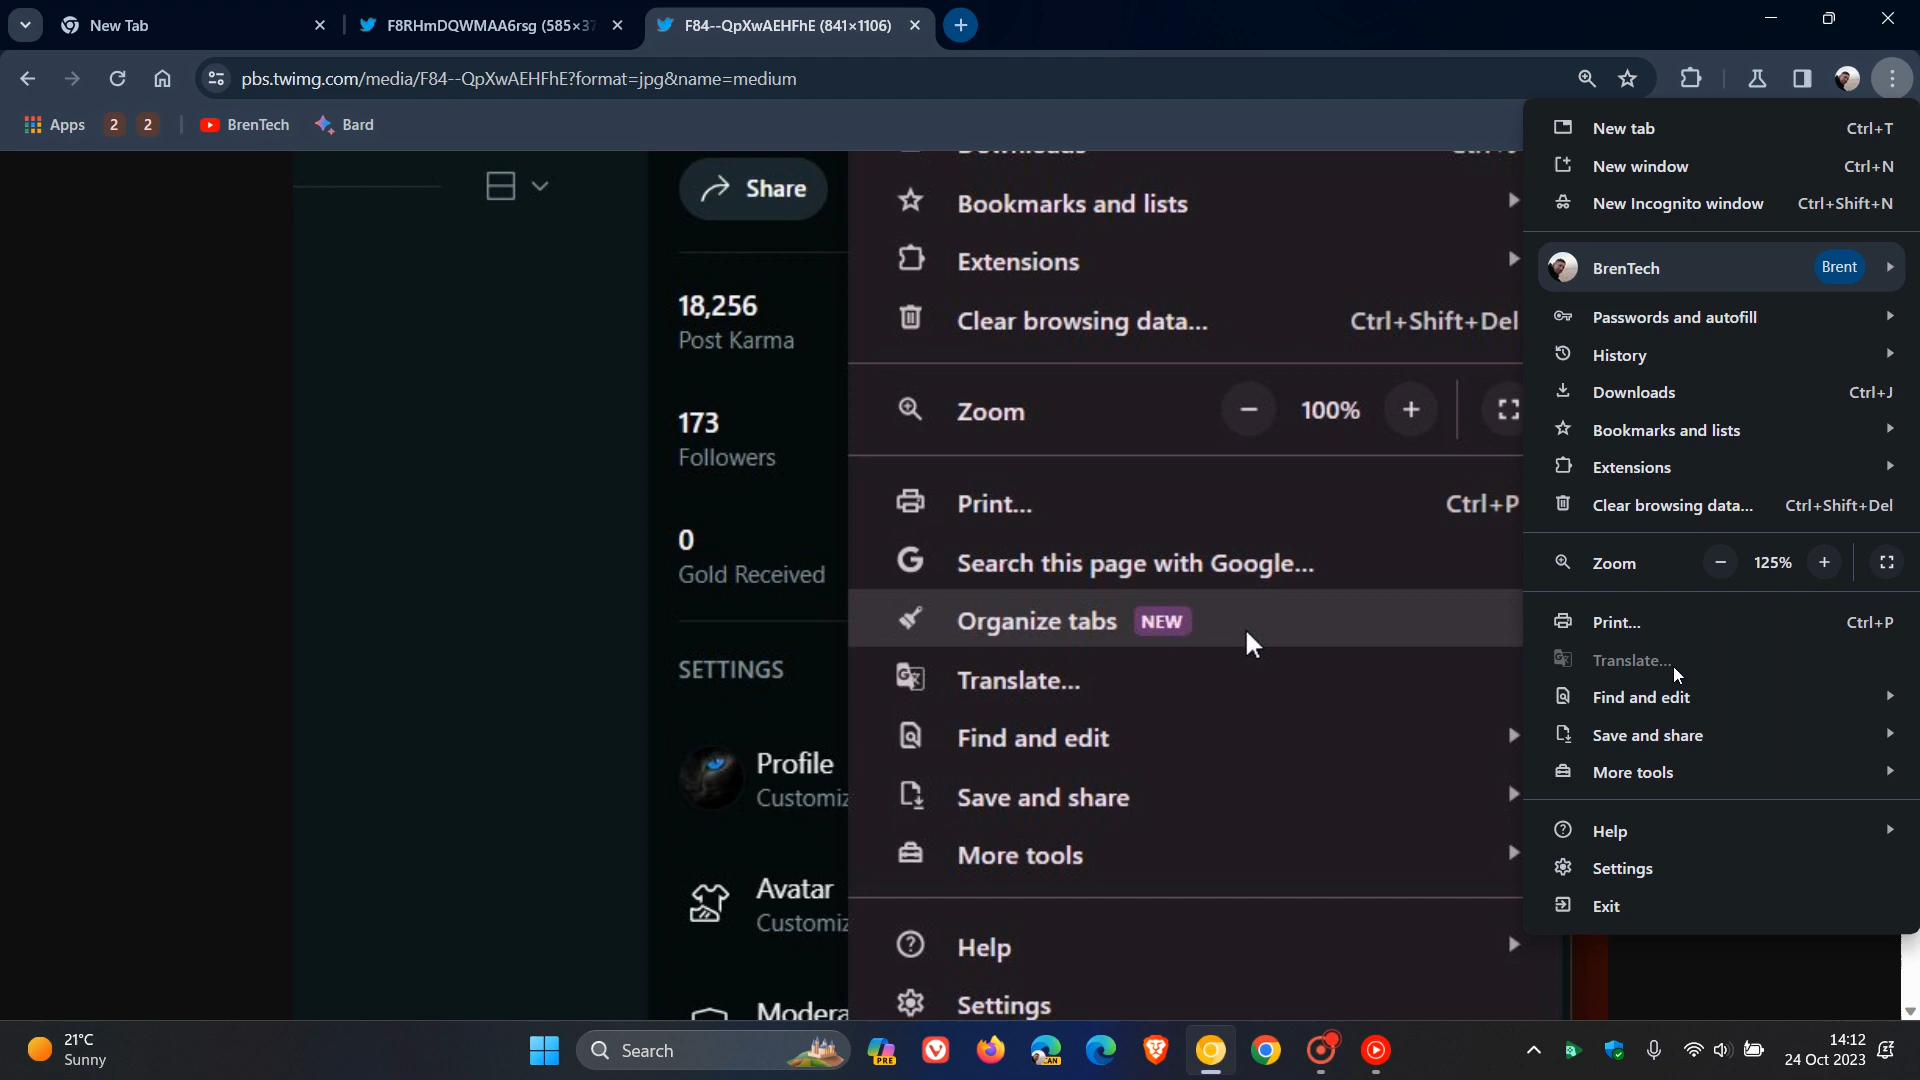 New Tab
F8RHmDQWMAA6rsg (585×37
F84--QpXwAEHFhE (841×1106)
pbs.twimg.com/media/F84--QpXwAEHFhE?format=jpg&name=medium
Apps
2
2
BrenTech
Bard
Share
18,256
Post Karma
173
Followers
0
Gold Received
SETTINGS
Profile
Customiz
Avatar
Customiz
Modera
Bookmarks and lists
Extensions
Clear browsing data... Ctrl+Shift+Del
Zoom − 100% +
Print... Ctrl+P
Search this page with Google...
Organize tabs NEW
Translate...
Find and edit
Save and share
More tools
Help
Settings
New tab Ctrl+T
New window Ctrl+N
New Incognito window Ctrl+Shift+N
BrenTech Brent
Passwords and autofill
History
Downloads Ctrl+J
Bookmarks and lists
Extensions
Clear browsing data... Ctrl+Shift+Del
Zoom − 125% +
Print... Ctrl+P
Translate...
Find and edit
Save and share
More tools
Help
Settings
Exit
21°C
Sunny
Search
PRE
CAN
14:12
24 Oct 2023